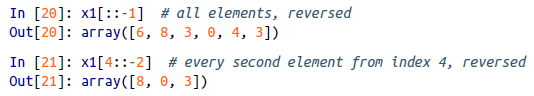 In [20]: x1[::-1]  # all elements, reversed
Out[20]: array([6, 8, 3, 0, 4, 3])
In [21]: x1[4::-2]  # every second element from index 4, reversed
Out[21]: array([8, 0, 3])